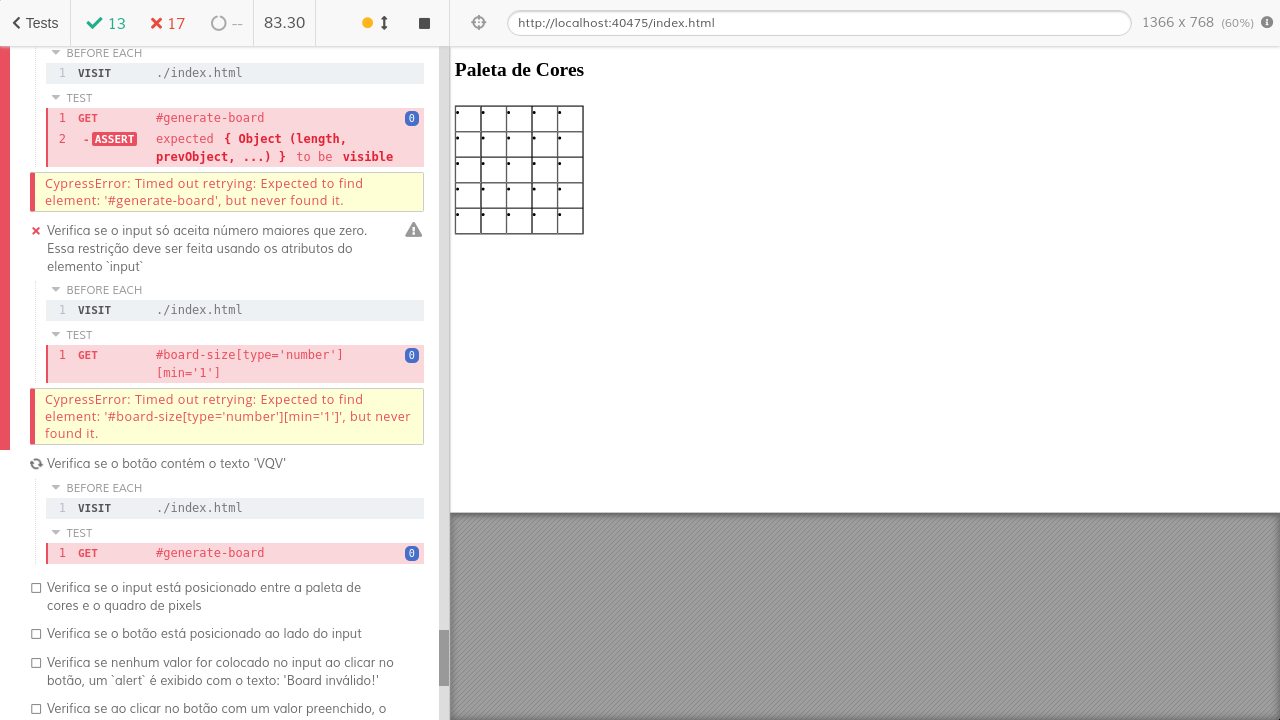 Tests 13 17 -- 83.30 http://localhost:40475/index.html 1366 x 768 (60%)
BEFORE EACH
1 VISIT ./index.html
TEST
1 GET #generate-board 0
2 -ASSERT expected { Object (length,
prevObject, ...) } to be visible
CypressError: Timed out retrying: Expected to find
element: '#generate-board', but never found it.
Verifica se o input só aceita número maiores que zero.
Essa restrição deve ser feita usando os atributos do
elemento `input`
BEFORE EACH
1 VISIT ./index.html
TEST
1 GET #board-size[type='number'] 0
[min='1']
CypressError: Timed out retrying: Expected to find
element: '#board-size[type='number'][min='1']', but never
found it.
Verifica se o botão contém o texto 'VQV'
BEFORE EACH
1 VISIT ./index.html
TEST
1 GET #generate-board 0
Verifica se o input está posicionado entre a paleta de
cores e o quadro de pixels
Verifica se o botão está posicionado ao lado do input
Verifica se nenhum valor for colocado no input ao clicar no
botão, um `alert` é exibido com o texto: 'Board inválido!'
Verifica se ao clicar no botão com um valor preenchido, o
Paleta de Cores